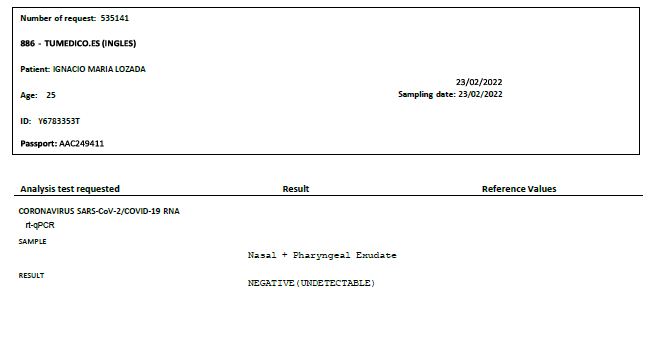 Number of request: 535141
886 - TUMEDICO.ES (INGLES)
Patient: IGNACIO MARIA LOZADA
23/02/2022
Age: 25
Sampling date: 23/02/2022
ID: Y6783353T
Passport: AAC249411
Analysis test requested Result Reference Values
CORONAVIRUS SARS-CoV-2/COVID-19 RNA
rt-qPCR
SAMPLE
Nasal + Pharyngeal Exudate
RESULT
NEGATIVE(UNDETECTABLE)